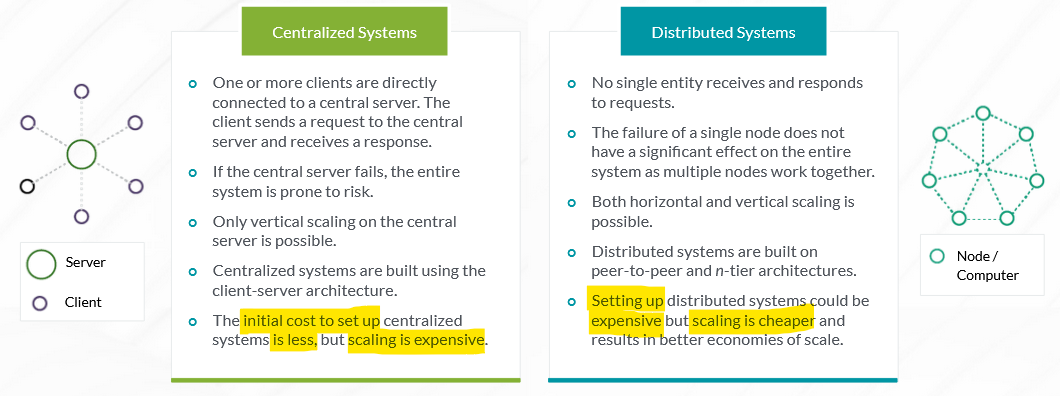 Centralized Systems
One or more clients are directly
connected to a central server. The
client sends a request to the central
server and receives a response.
If the central server fails, the entire
system is prone to risk.
Only vertical scaling on the central
server is possible.
Centralized systems are built using the
client-server architecture.
The initial cost to set up centralized
systems is less, but scaling is expensive.
Server
Client
Distributed Systems
No single entity receives and responds
to requests.
The failure of a single node does not
have a significant effect on the entire
system as multiple nodes work together.
Both horizontal and vertical scaling is
possible.
Distributed systems are built on
peer-to-peer and n-tier architectures.
Setting up distributed systems could be
expensive but scaling is cheaper and
results in better economies of scale.
Node /
Computer